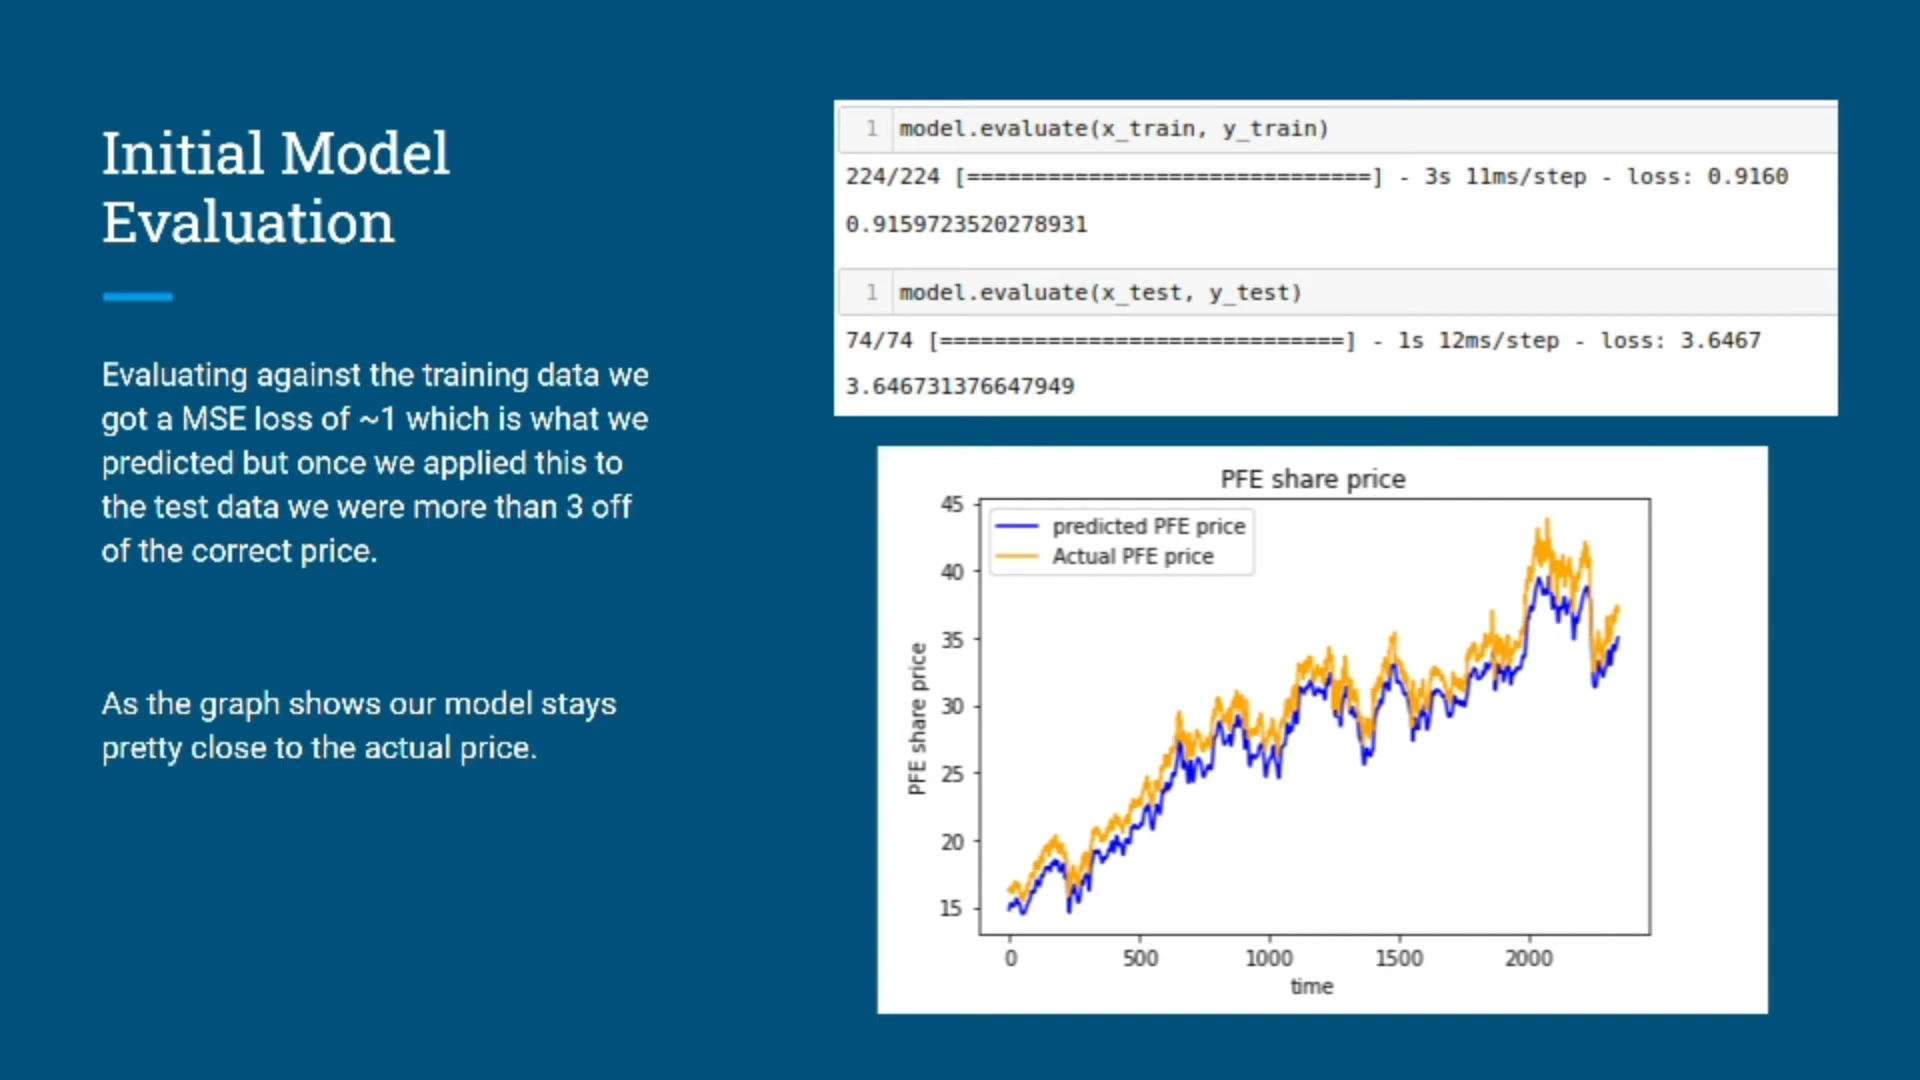 Initial Model
Evaluation
Evaluating against the training data we
got a MSE loss of ~1 which is what we
predicted but once we applied this to
the test data we were more than 3 off
of the correct price.
As the graph shows our model stays
pretty close to the actual price.
1 model.evaluate(x_train, y_train)
224/224 [==============================] - 3s 11ms/step - loss: 0.9160
0.9159723520278931
1 model.evaluate(x_test, y_test)
74/74 [==============================] - 1s 12ms/step - loss: 3.6467
3.646731376647949
PFE share price
predicted PFE price
Actual PFE price
PFE share price
45
40
35
30
25
20
15
0 500 1000 1500 2000
time